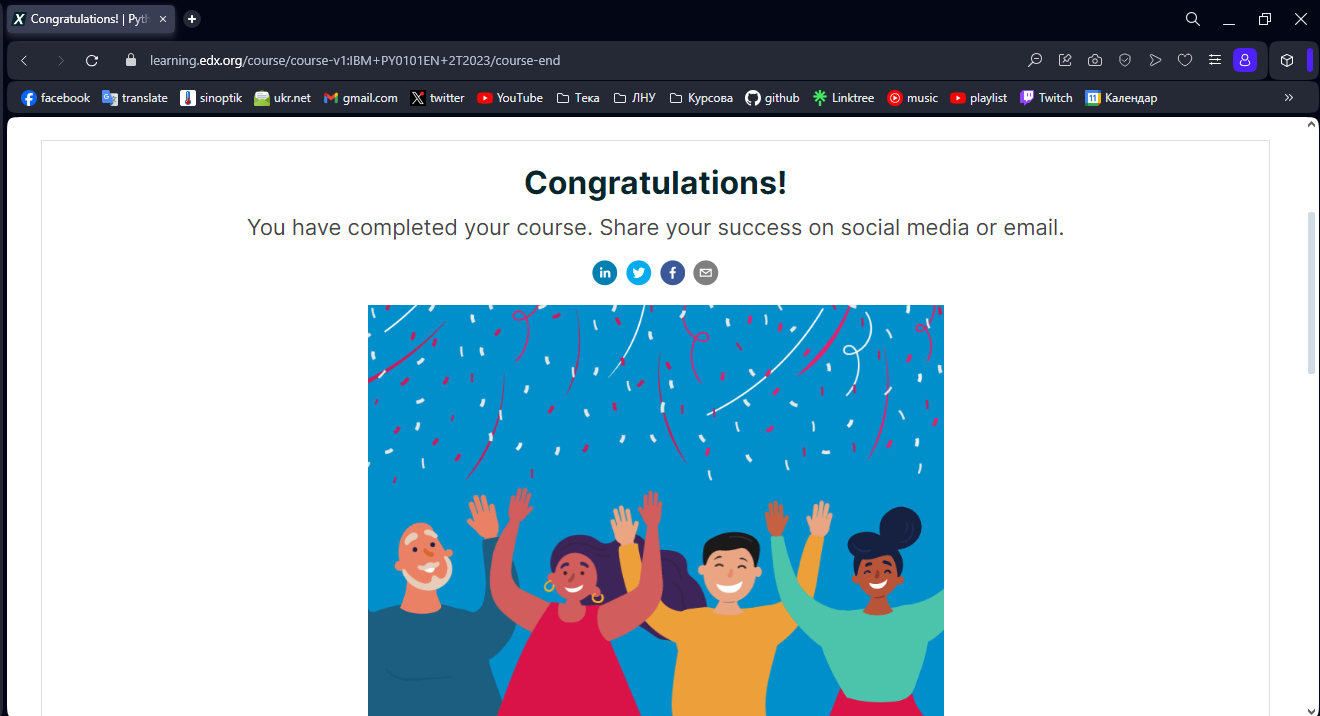 Congratulations! | Pyth
learning.edx.org/course/course-v1:IBM+PY0101EN+2T2023/course-end
facebook translate sinoptik ukr.net gmail.com twitter YouTube Тека ЛНУ Курсова github Linktree music playlist Twitch Календар
Congratulations!
You have completed your course. Share your success on social media or email.